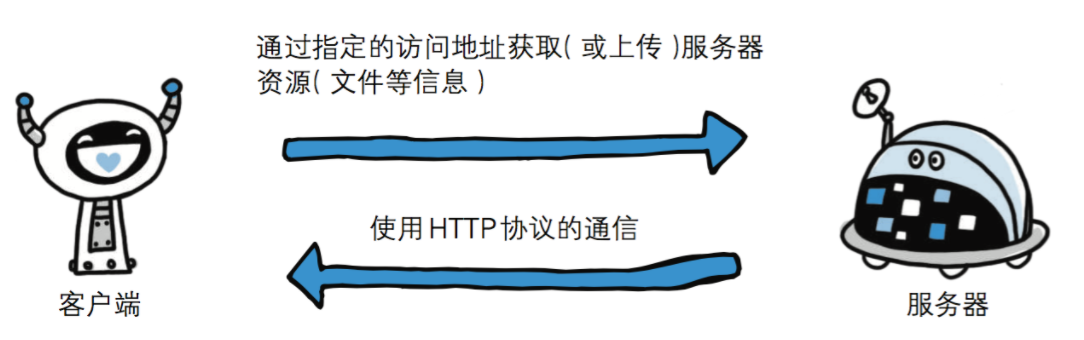 通过指定的访问地址获取( 或上传 )服务器
资源( 文件等信息 )
使用HTTP协议的通信
客户端
服务器